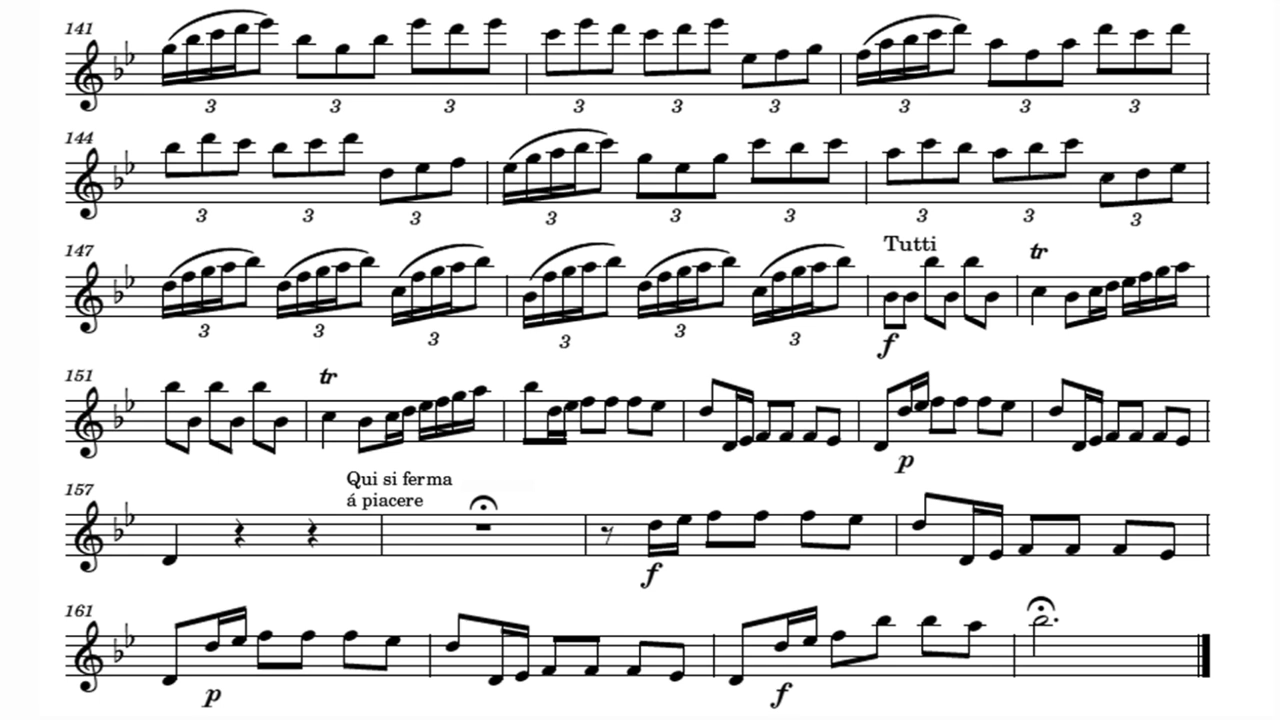 141
3 3 3 3 3 3 3 3 3
144
3 3 3 3 3 3 3 3 3
Tutti
147
tr
3 3 3 3 3 3
f
151
tr
p
Qui si ferma
157
á piacere
f
161
p f